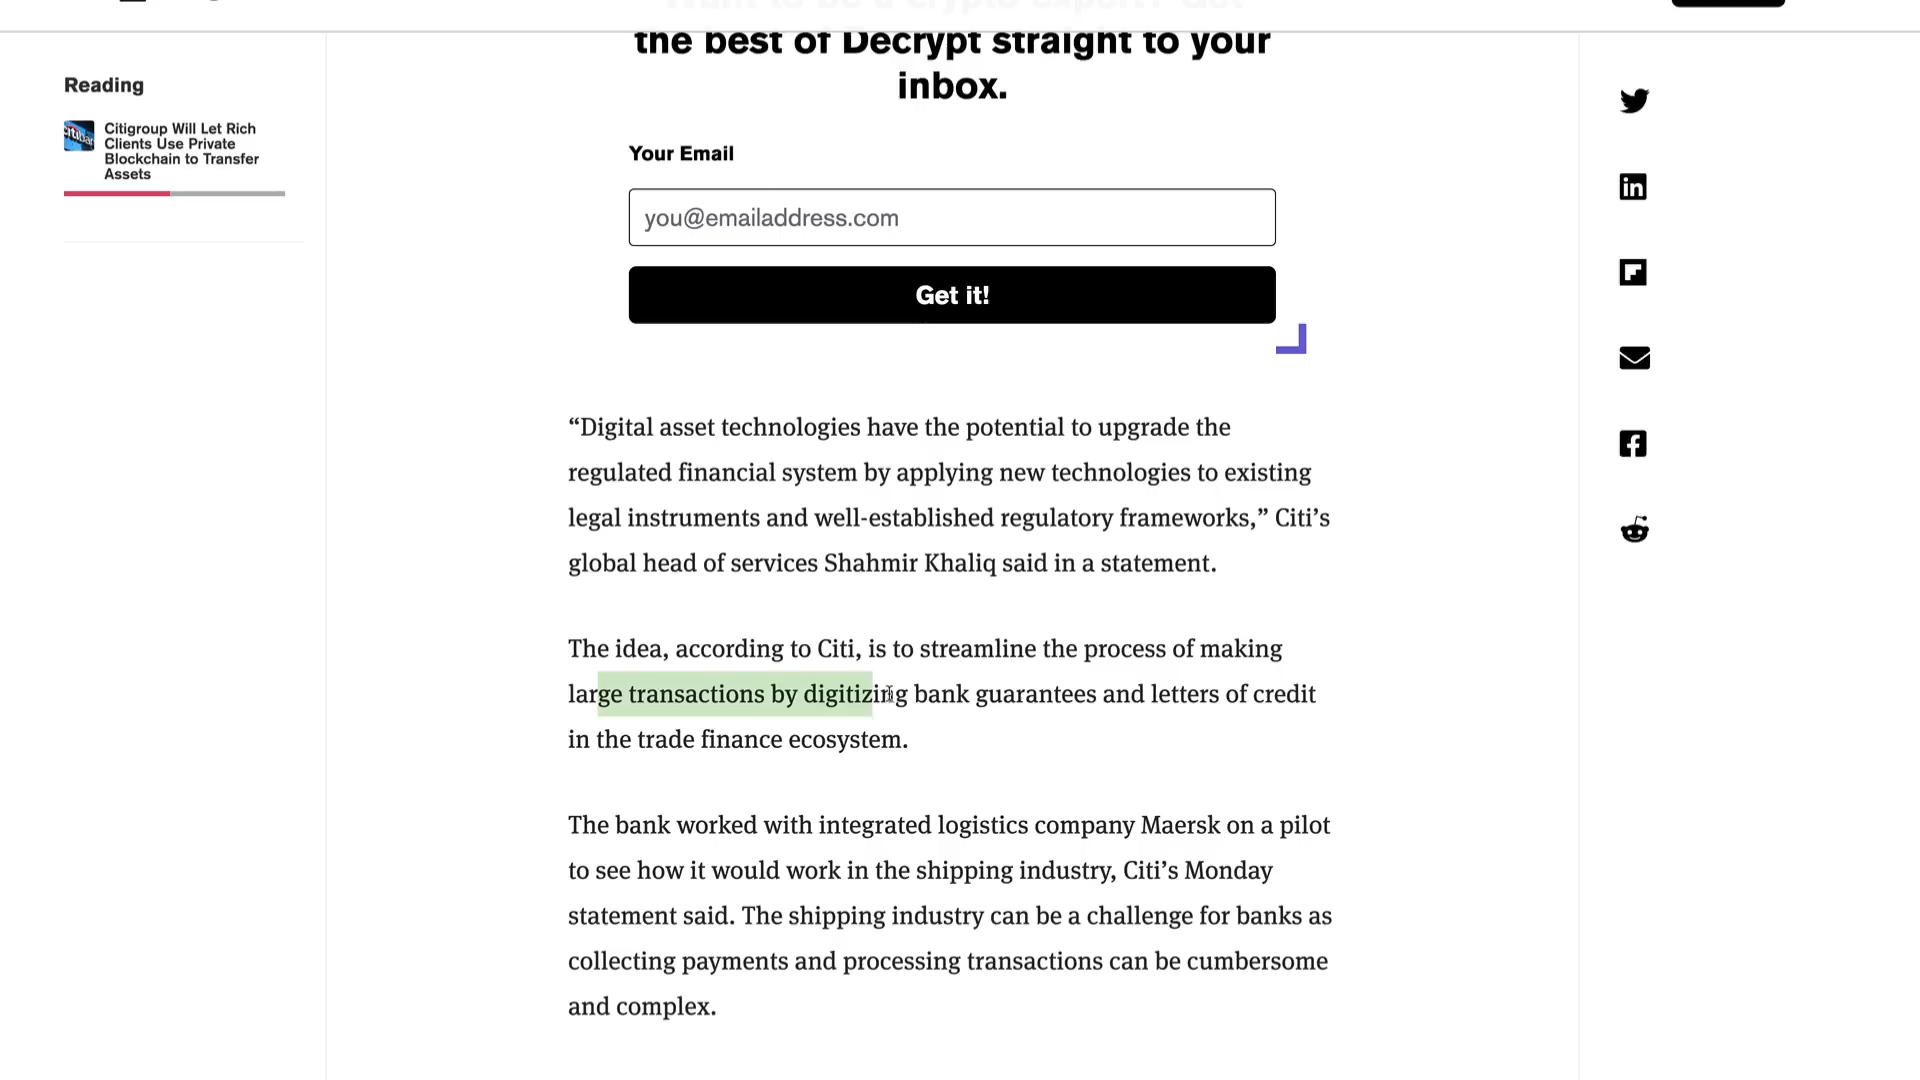 the best of Decrypt straight to your
inbox.
Reading
Citigroup Will Let Rich
Clients Use Private
Blockchain to Transfer
Assets
Your Email
you@emailaddress.com
Get it!
“Digital asset technologies have the potential to upgrade the
regulated financial system by applying new technologies to existing
legal instruments and well-established regulatory frameworks,” Citi’s
global head of services Shahmir Khaliq said in a statement.
The idea, according to Citi, is to streamline the process of making
large transactions by digitizing bank guarantees and letters of credit
in the trade finance ecosystem.
The bank worked with integrated logistics company Maersk on a pilot
to see how it would work in the shipping industry, Citi’s Monday
statement said. The shipping industry can be a challenge for banks as
collecting payments and processing transactions can be cumbersome
and complex.